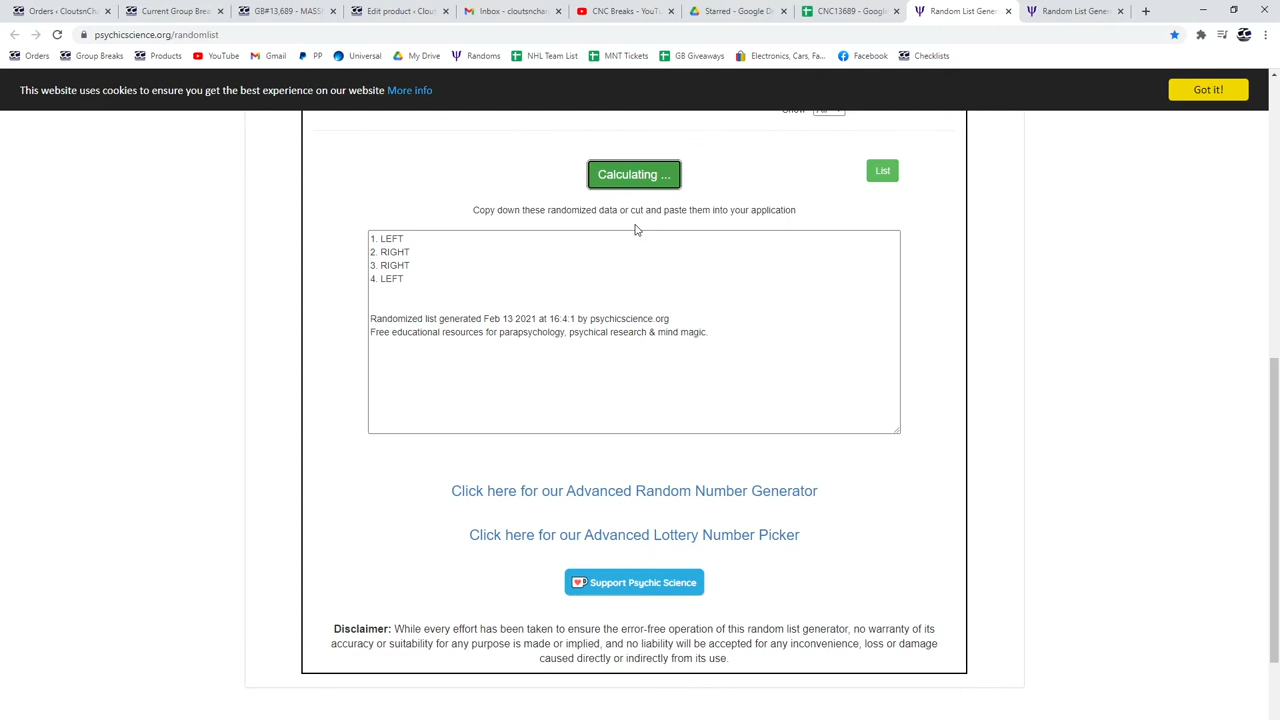 Orders ‹ CloutsnCh
Current Group Brea
GB#13,689 - MASSI
Edit product ‹ Clou
Inbox - cloutsnchar
CNC Breaks - YouTu
Starred - Google D
CNC13689 - Google
Random List Gener
Random List Gener
psychicscience.org/randomlist
Orders
Group Breaks
Products
YouTube
Gmail
PP
Universal
My Drive
Randoms
NHL Team List
MNT Tickets
GB Giveaways
Electronics, Cars, Fa...
Facebook
Checklists
This website uses cookies to ensure you get the best experience on our website More info
Got it!
Calculating ...
List
Copy down these randomized data or cut and paste them into your application
1. LEFT
2. RIGHT
3. RIGHT
4. LEFT
Randomized list generated Feb 13 2021 at 16:4:1 by psychicscience.org
Free educational resources for parapsychology, psychical research & mind magic.
Click here for our Advanced Random Number Generator
Click here for our Advanced Lottery Number Picker
Support Psychic Science
Disclaimer: While every effort has been taken to ensure the error-free operation of this random list generator, no warranty of its
accuracy or suitability for any purpose is made or implied, and no liability will be accepted for any inconvenience, loss or damage
caused directly or indirectly from its use.